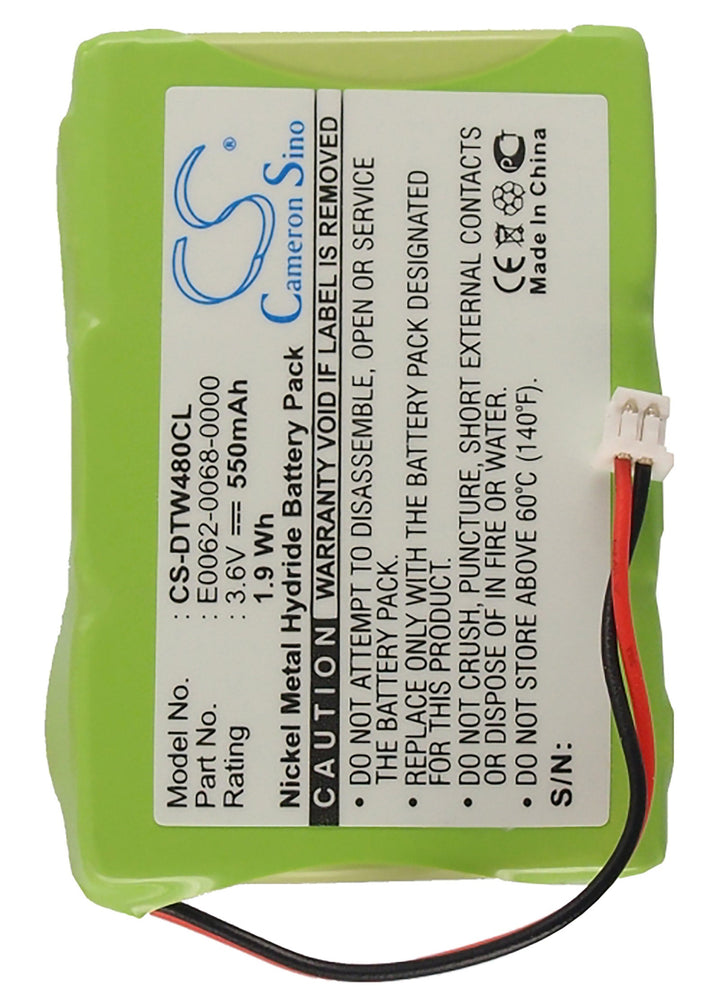 CS®
Cameron Sino
Model No. : CS-DTW480CL
Part No. : E0062-0068-0000
Rating : 3.6V 550mAh
1.9 Wh
Nickel Metal Hydride Battery Pack
CAUTION WARRANTY VOID IF LABEL IS REMOVED
• DO NOT ATTEMPT TO DISASSEMBLE, OPEN OR SERVICE
THE BATTERY PACK.
• REPLACE ONLY WITH THE BATTERY PACK DESIGNATED
FOR THIS PRODUCT.
• DO NOT CRUSH, PUNCTURE, SHORT EXTERNAL CONTACTS
OR DISPOSE OF IN FIRE OR WATER.
• DO NOT STORE ABOVE 60°C (140°F).
S/N:
CE
Made In China